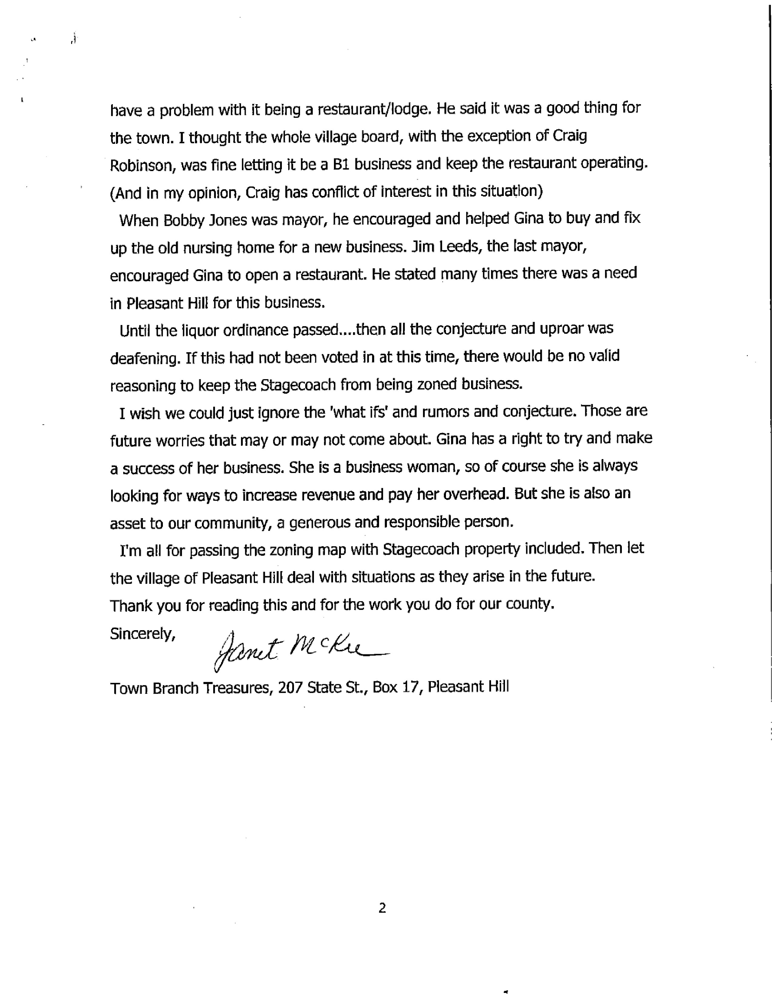 have a problem with it being a restaurant/lodge. He said it was a good thing for
the town. I thought the whole village board, with the exception of Craig
Robinson, was fine letting it be a B1 business and keep the restaurant operating.
(And in my opinion, Craig has conflict of interest in this situation)
When Bobby Jones was mayor, he encouraged and helped Gina to buy and fix
up the old nursing home for a new business. Jim Leeds, the last mayor,
encouraged Gina to open a restaurant. He stated many times there was a need
in Pleasant Hill for this business.
Until the liquor ordinance passed....then all the conjecture and uproar was
deafening. If this had not been voted in at this time, there would be no valid
reasoning to keep the Stagecoach from being zoned business.
I wish we could just ignore the 'what ifs' and rumors and conjecture. Those are
future worries that may or may not come about. Gina has a right to try and make
a success of her business. She is a business woman, so of course she is always
looking for ways to increase revenue and pay her overhead. But she is also an
asset to our community, a generous and responsible person.
I'm all for passing the zoning map with Stagecoach property included. Then let
the village of Pleasant Hill deal with situations as they arise in the future.
Thank you for reading this and for the work you do for our county.
Sincerely,
Janet McKee
Town Branch Treasures, 207 State St., Box 17, Pleasant Hill
2